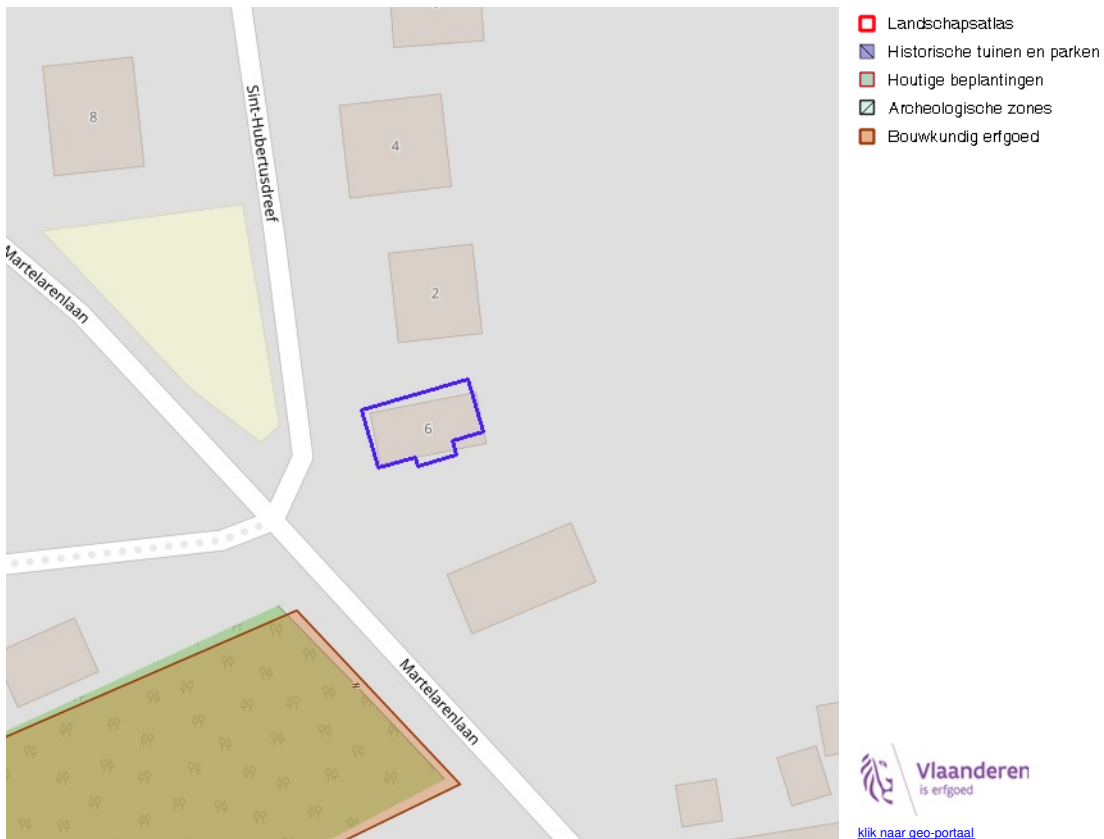 8
4
Sint-Hubertusdreef
Martelarenlaan
2
6
Martelarenlaan
Landschapsatlas
Historische tuinen en parken
Houtige beplantingen
Archeologische zones
Bouwkundig erfgoed
Vlaanderen
is erfgoed
klik naar geo-portaal